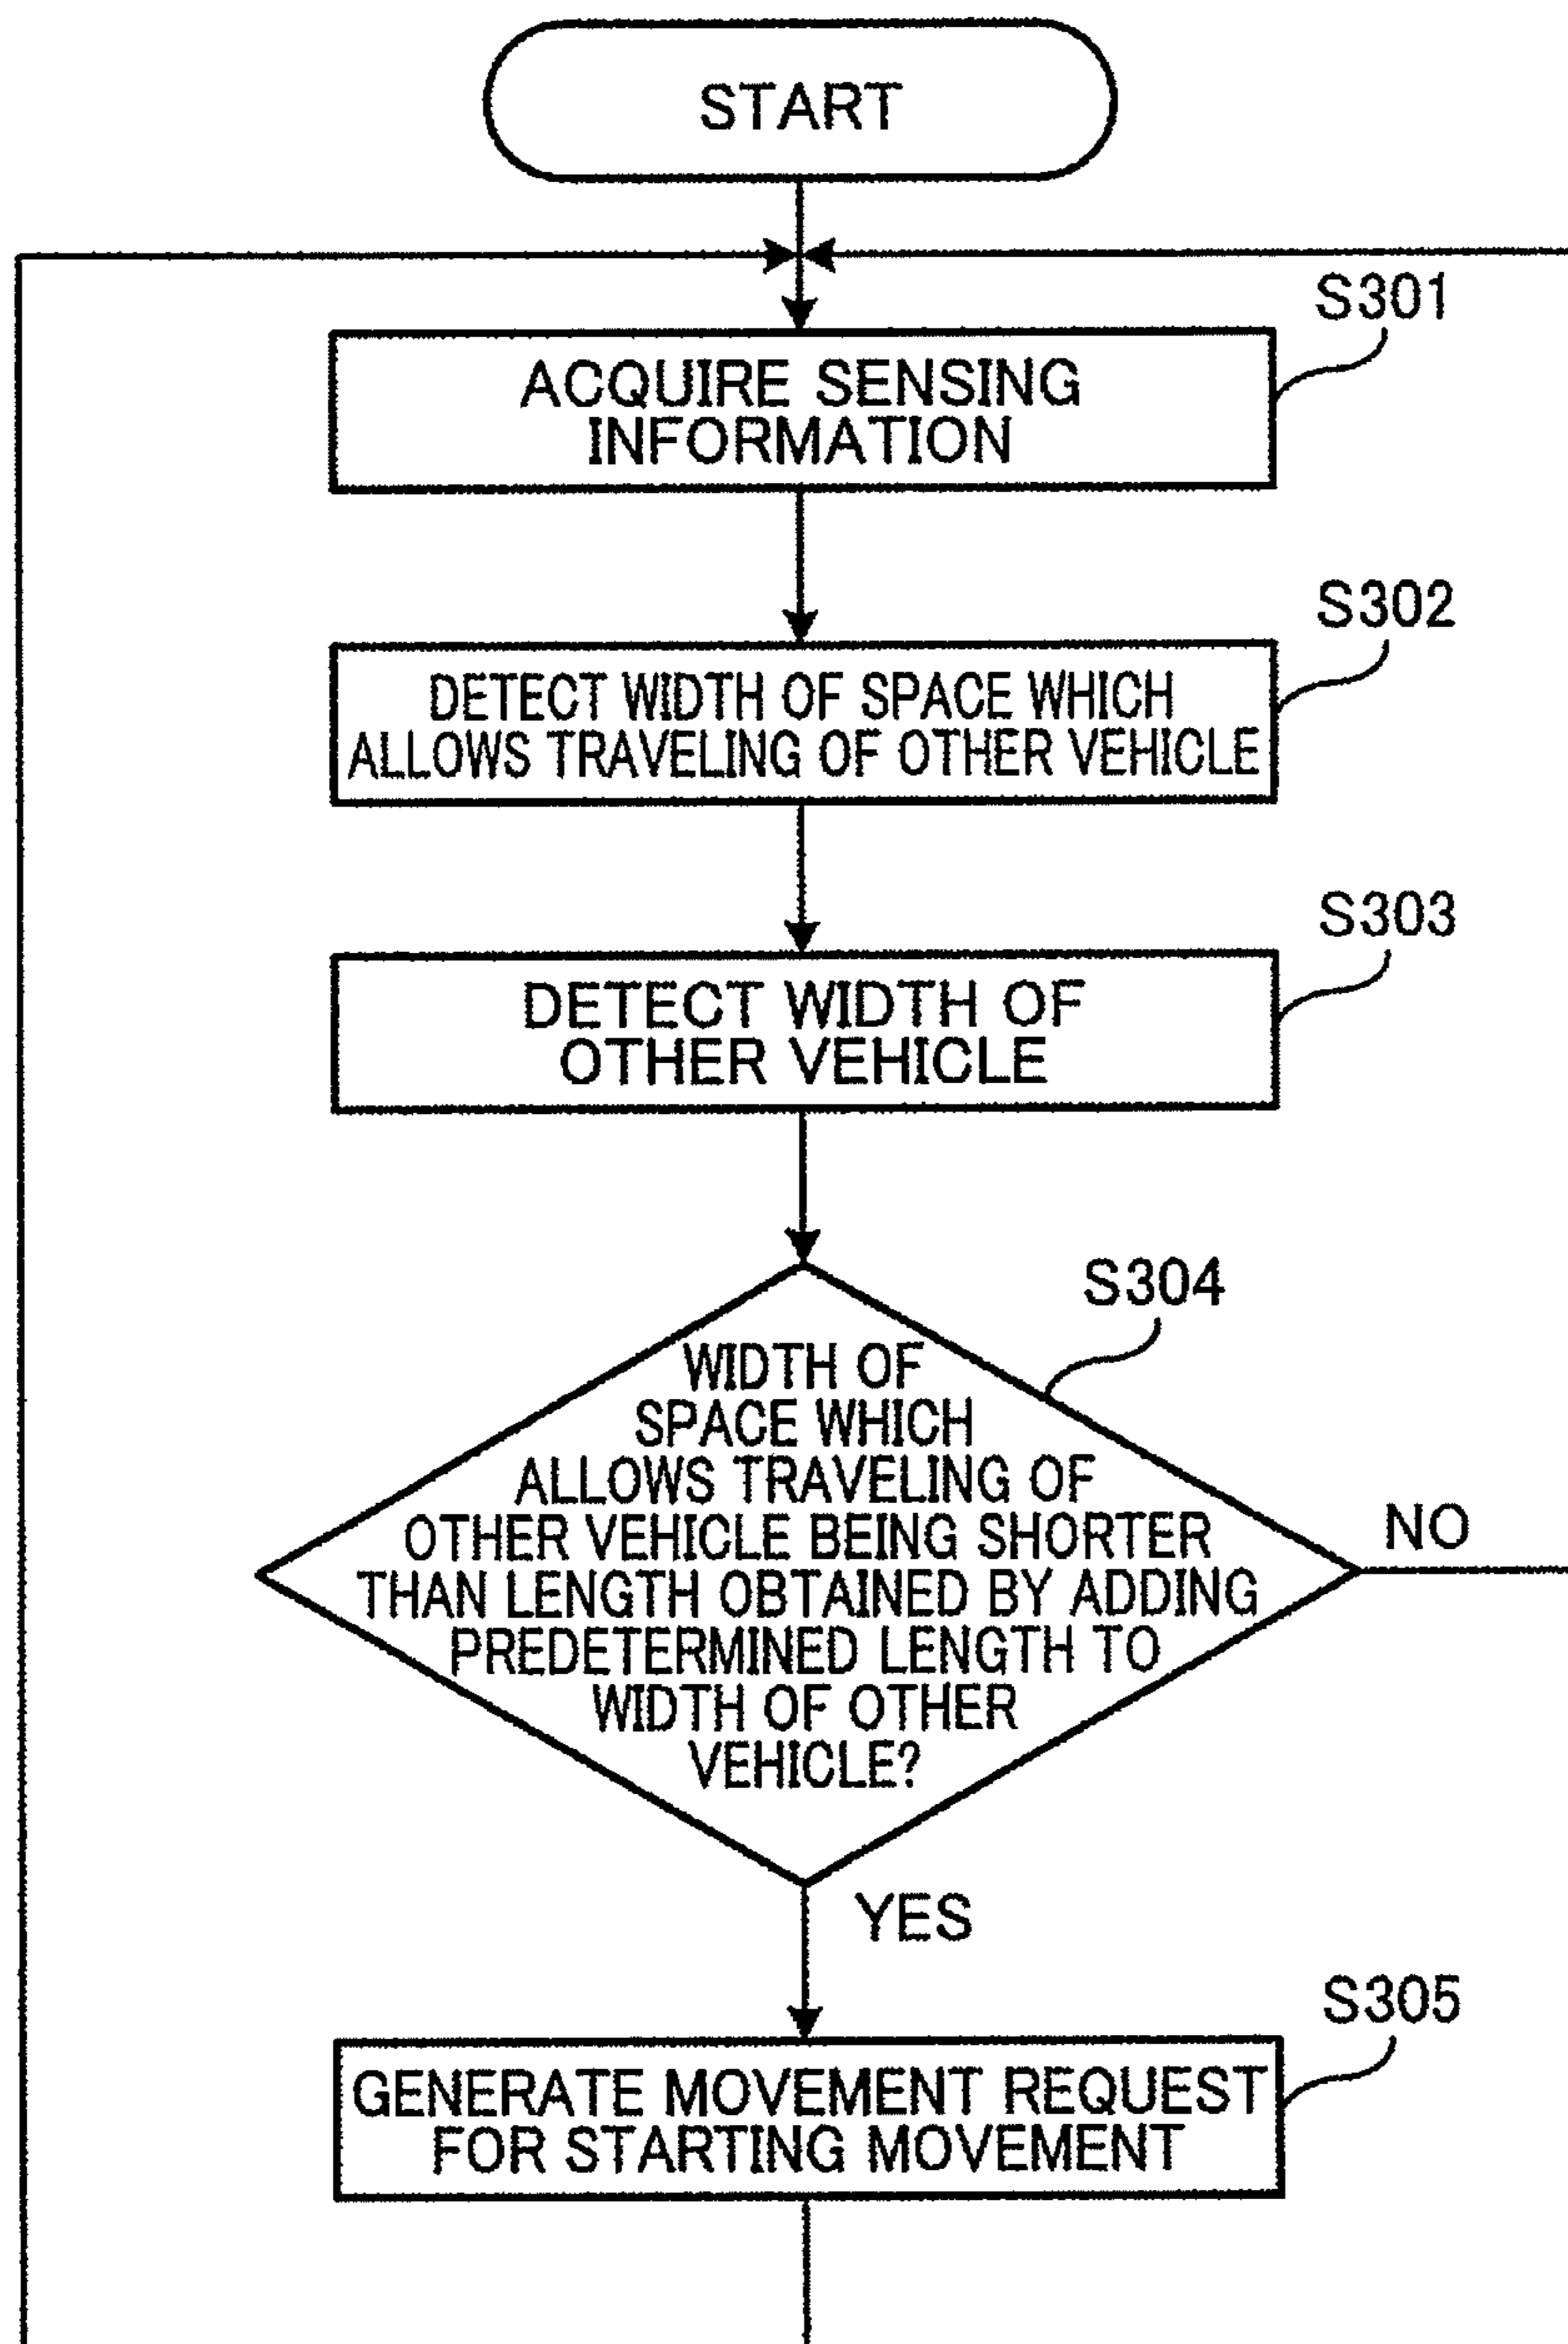 START
S301
ACQUIRE SENSING
INFORMATION
S302
DETECT WIDTH OF SPACE WHICH
ALLOWS TRAVELING OF OTHER VEHICLE
S303
DETECT WIDTH OF
OTHER VEHICLE
S304
WIDTH OF
SPACE WHICH
ALLOWS TRAVELING OF
OTHER VEHICLE BEING SHORTER
THAN LENGTH OBTAINED BY ADDING
PREDETERMINED LENGTH TO
WIDTH OF OTHER
VEHICLE?
NO
YES
S305
GENERATE MOVEMENT REQUEST
FOR STARTING MOVEMENT